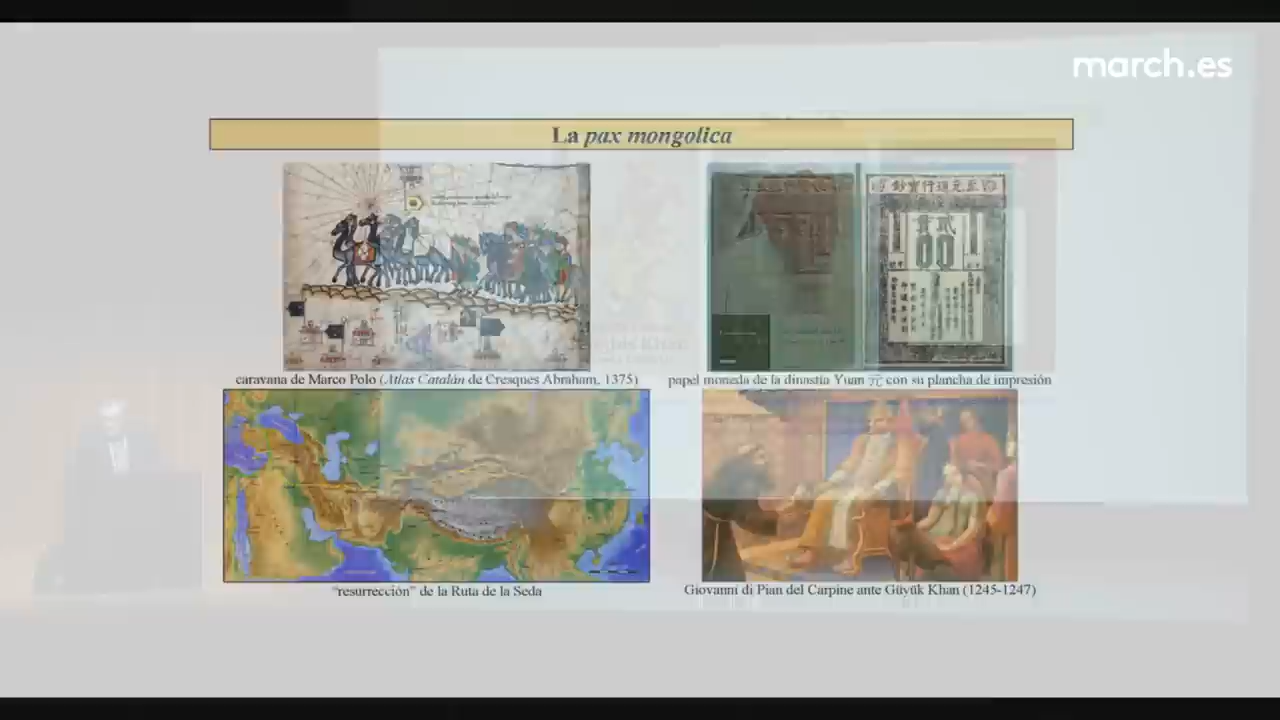 march.es
La pax mongolica
caravana de Marco Polo (Atlas Catalán de Cresques Abraham, 1375)
papel moneda de la dinastía Yuan 元 con su plancha de impresión
"resurrección" de la Ruta de la Seda
Giovanni di Pian del Carpine ante Güyük Khan (1245-1247)